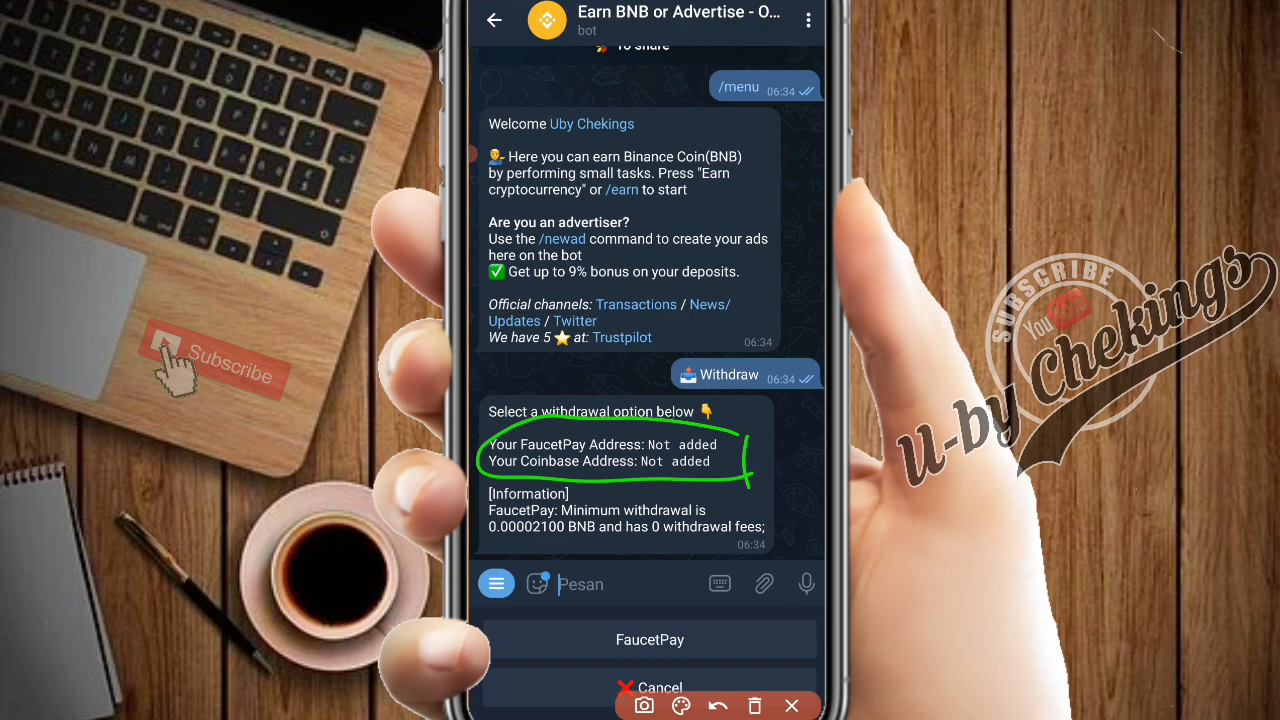 Earn BNB or Advertise - O...
bot
To share
/menu 06:34
Welcome Uby Chekings
Here you can earn Binance Coin(BNB)
by performing small tasks. Press "Earn
cryptocurrency" or /earn to start
Are you an advertiser?
Use the /newad command to create your ads
here on the bot
✅ Get up to 9% bonus on your deposits.
Official channels: Transactions / News/
Updates / Twitter
We have 5 ⭐ at: Trustpilot
06:34
Withdraw 06:34
Select a withdrawal option below 👇
Your FaucetPay Address: Not added
Your Coinbase Address: Not added
[Information]
FaucetPay: Minimum withdrawal is
0.00002100 BNB and has 0 withdrawal fees;
06:34
Pesan
FaucetPay
❌ Cancel
Subscribe
SUBSCRIBE
YouTube
U-by Chekings